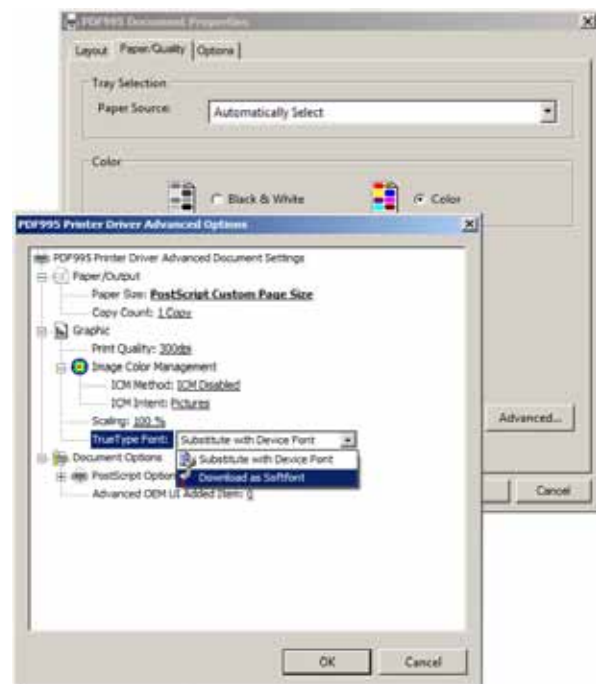 PDF995 Document Properties
Layout Paper/Quality Options
Tray Selection
Paper Source: Automatically Select
Color
Black & White Color
PDF995 Printer Driver Advanced Options
PDF995 Printer Driver Advanced Document Settings
Paper/Output
Paper Size: PostScript Custom Page Size
Copy Count: 1 Copy
Graphic
Print Quality: 300dpi
Image Color Management
ICM Method: ICM Disabled
ICM Intent: Pictures
Scaling: 100 %
Advanced...
TrueType Font: Substitute with Device Font
Document Options Substitute with Device Font
PostScript Option Download as Softfont
Advanced OEM UI Added Item: 0
Cancel
OK Cancel